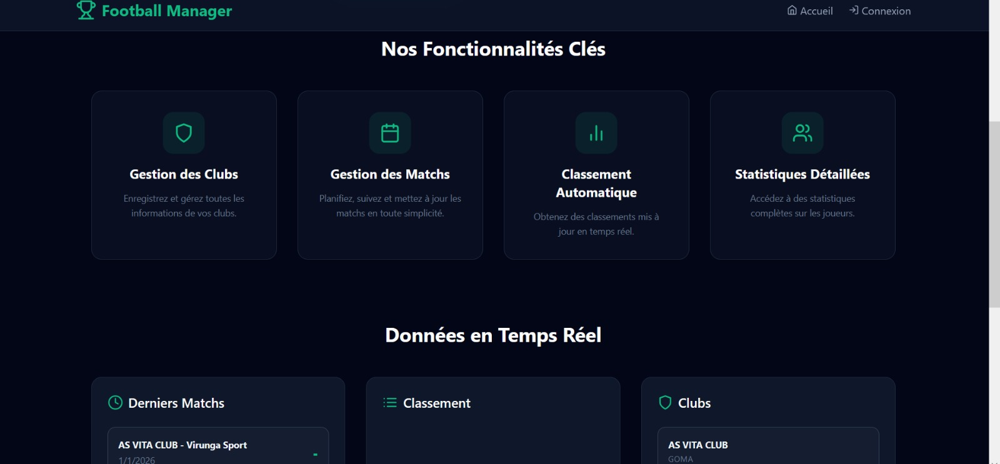 Football Manager
Accueil
Connexion
Nos Fonctionnalités Clés
Gestion des Clubs
Enregistrez et gérez toutes les
informations de vos clubs.
Gestion des Matchs
Planifiez, suivez et mettez à jour les
matchs en toute simplicité.
Classement
Automatique
Obtenez des classements mis à
jour en temps réel.
Statistiques Détaillées
Accédez à des statistiques
complètes sur les joueurs.
Données en Temps Réel
Derniers Matchs
AS VITA CLUB - Virunga Sport
-
1/1/2026
Classement
Clubs
AS VITA CLUB
GOMA